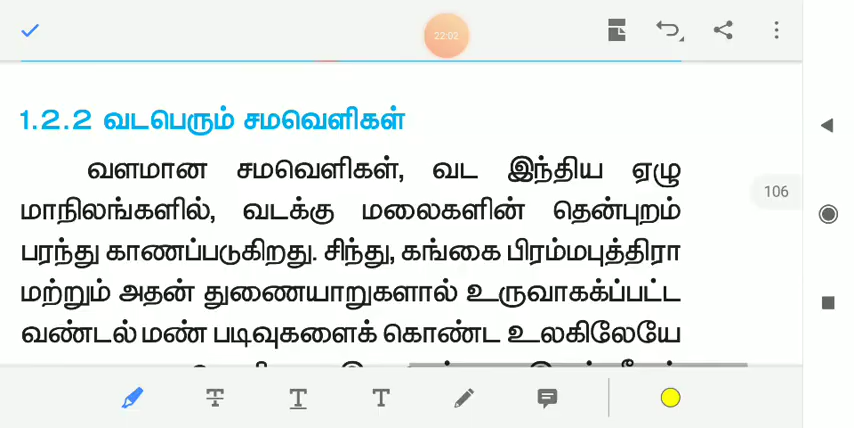 22:02
1.2.2 வடபெரும் சமவெளிகள்
வளமான சமவெளிகள், வட இந்திய ஏழு
106
மாநிலங்களில், வடக்கு மலைகளின் தென்புறம்
பரந்து காணப்படுகிறது. சிந்து, கங்கை பிரம்மபுத்திரா
மற்றும் அதன் துணையாறுகளால் உருவாகக்ப்பட்ட
வண்டல் மண் படிவுகளைக் கொண்ட உலகிலேயே